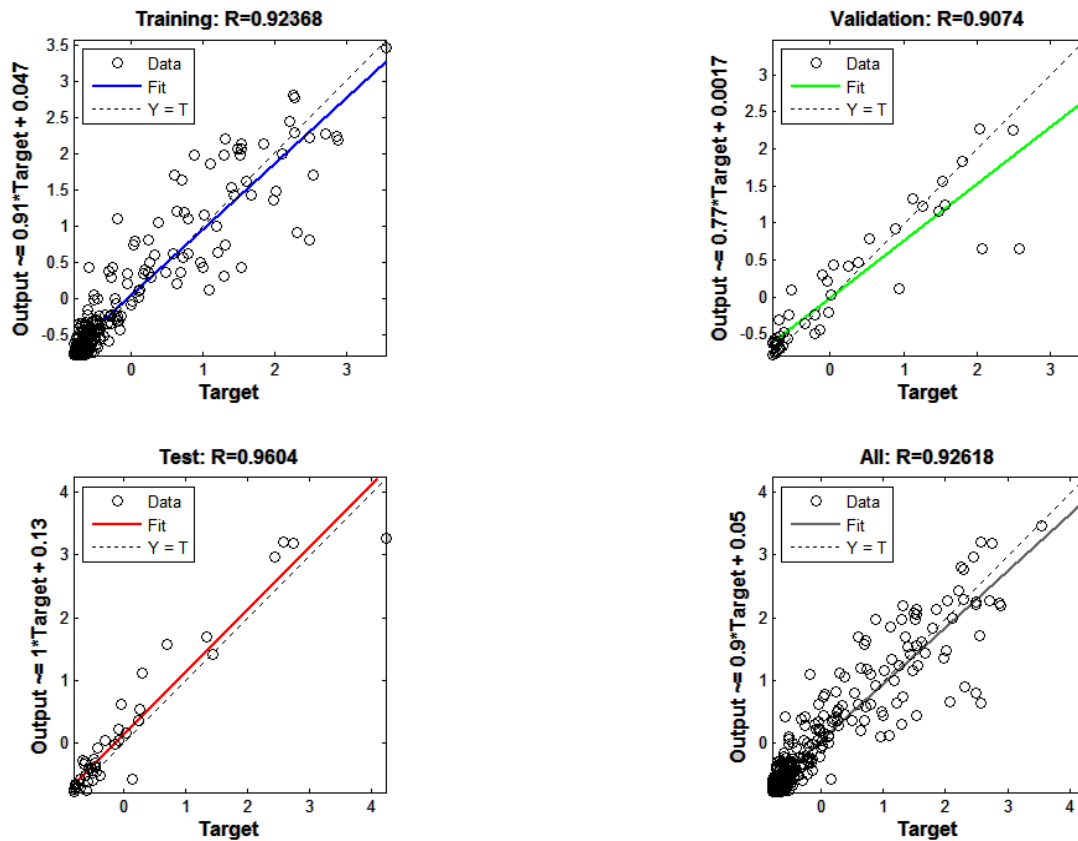 Training: R=0.92368
Output ~= 0.91*Target + 0.047
3.5
3
2.5
2
1.5
1
0.5
0
-0.5
Data
Fit
Y = T
0 1 2 3
Target
Validation: R=0.9074
Output ~= 0.77*Target + 0.0017
3
2.5
2
1.5
1
0.5
0
-0.5
Data
Fit
Y = T
0 1 2 3
Target
Test: R=0.9604
Output ~= 1*Target + 0.13
4
3
2
1
0
Data
Fit
Y = T
0 1 2 3 4
Target
All: R=0.92618
Output ~= 0.9*Target + 0.05
4
3
2
1
0
Data
Fit
Y = T
0 1 2 3 4
Target